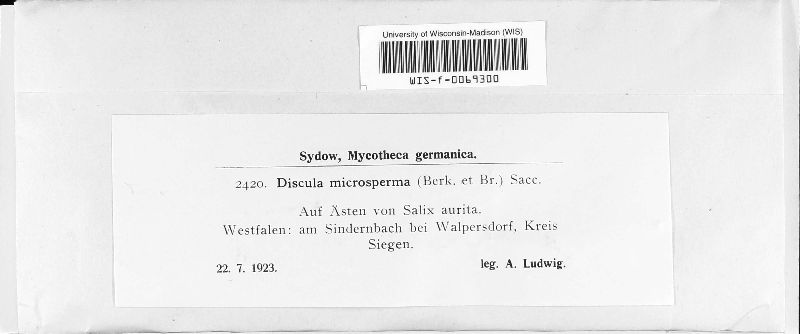 University of Wisconsin-Madison (WIS)
WIS-f-0069300
Sydow, Mycotheca germanica.
2420. Discula microsperma (Berk. et Br.) Sacc.
Auf Ästen von Salix aurita.
Westfalen: am Sindernbach bei Walpersdorf, Kreis
Siegen.
22. 7. 1923.
leg. A. Ludwig.